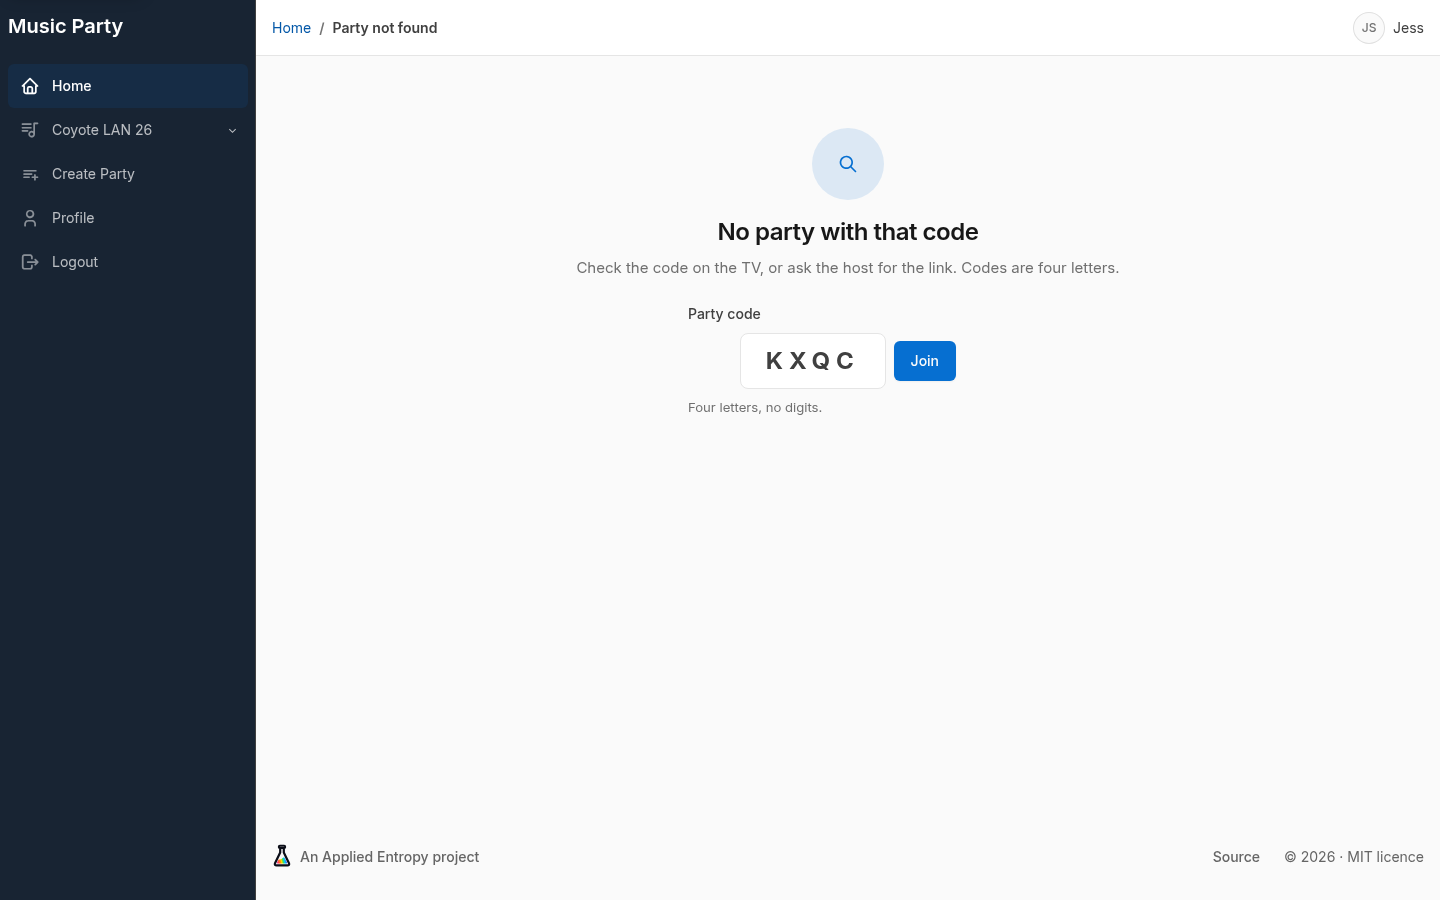 Music Party
Home
Coyote LAN 26
Create Party
Profile
Logout
Home / Party not found
JS Jess
No party with that code
Check the code on the TV, or ask the host for the link. Codes are four letters.
Party code
KXQC
Join
Four letters, no digits.
An Applied Entropy project
Source © 2026 · MIT licence